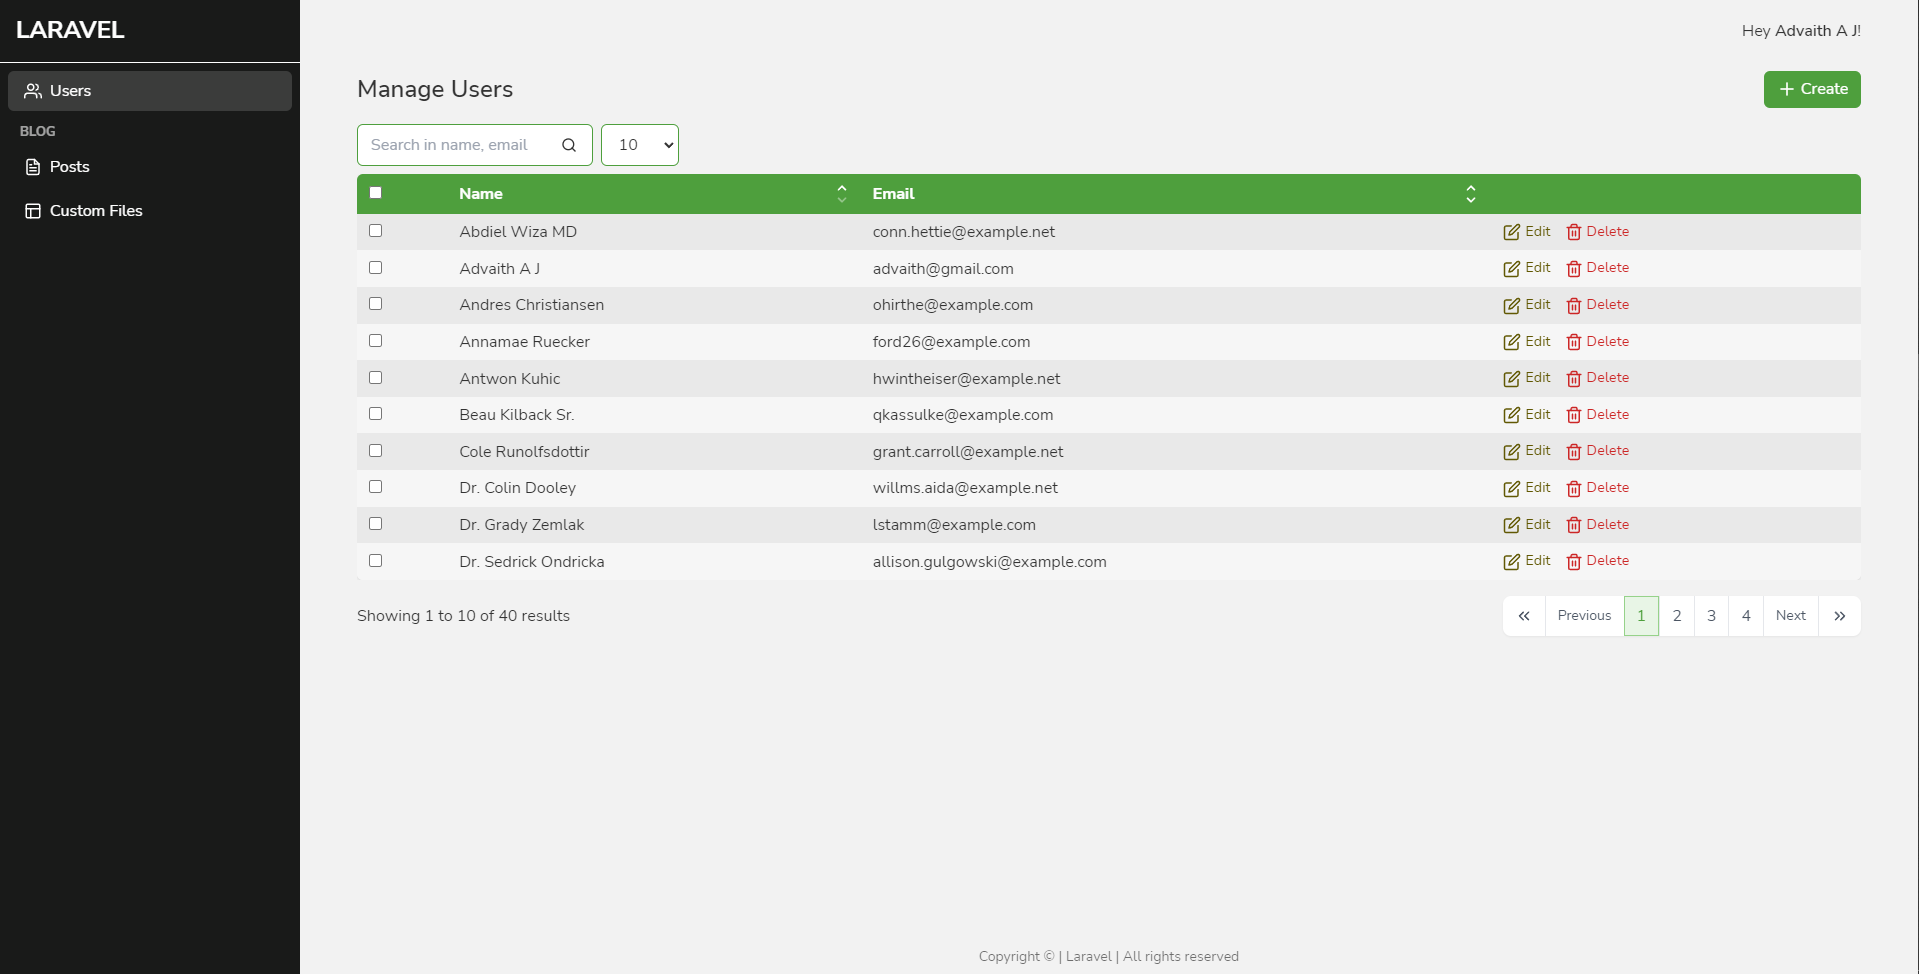 LARAVEL
Hey Advaith A J!
Users
BLOG
Posts
Custom Files
Manage Users
Create
Search in name, email 10
Name Email
Abdiel Wiza MD conn.hettie@example.net Edit Delete
Advaith A J advaith@gmail.com Edit Delete
Andres Christiansen ohirthe@example.com Edit Delete
Annamae Ruecker ford26@example.com Edit Delete
Antwon Kuhic hwintheiser@example.net Edit Delete
Beau Kilback Sr. qkassulke@example.com Edit Delete
Cole Runolfsdottir grant.carroll@example.net Edit Delete
Dr. Colin Dooley willms.aida@example.net Edit Delete
Dr. Grady Zemlak lstamm@example.com Edit Delete
Dr. Sedrick Ondricka allison.gulgowski@example.com Edit Delete
Showing 1 to 10 of 40 results « Previous 1 2 3 4 Next »
Copyright © | Laravel | All rights reserved